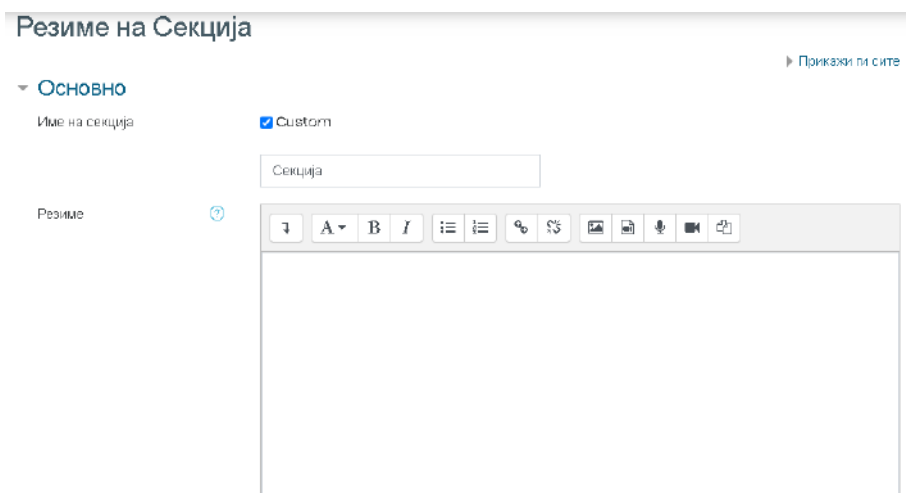 Резиме на Секција
Прикажи ги сите
Основно
Име на секција
Custom
Секција
Резиме
A B I